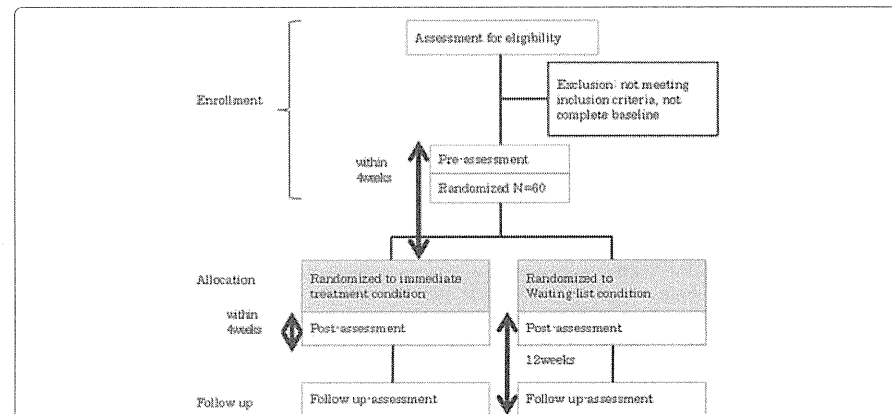 Assessment for eligibility
Exclusion: not meeting
inclusion criteria, not
complete baseline
Enrollment
within
4weeks
Pre-assessment
Randomized N=60
Allocation
Randomized to immediate
treatment condition
Randomized to
Waiting-list condition
within
4weeks
Post-assessment
Post-assessment
12weeks
Follow up
Follow up-assessment
Follow up-assessment